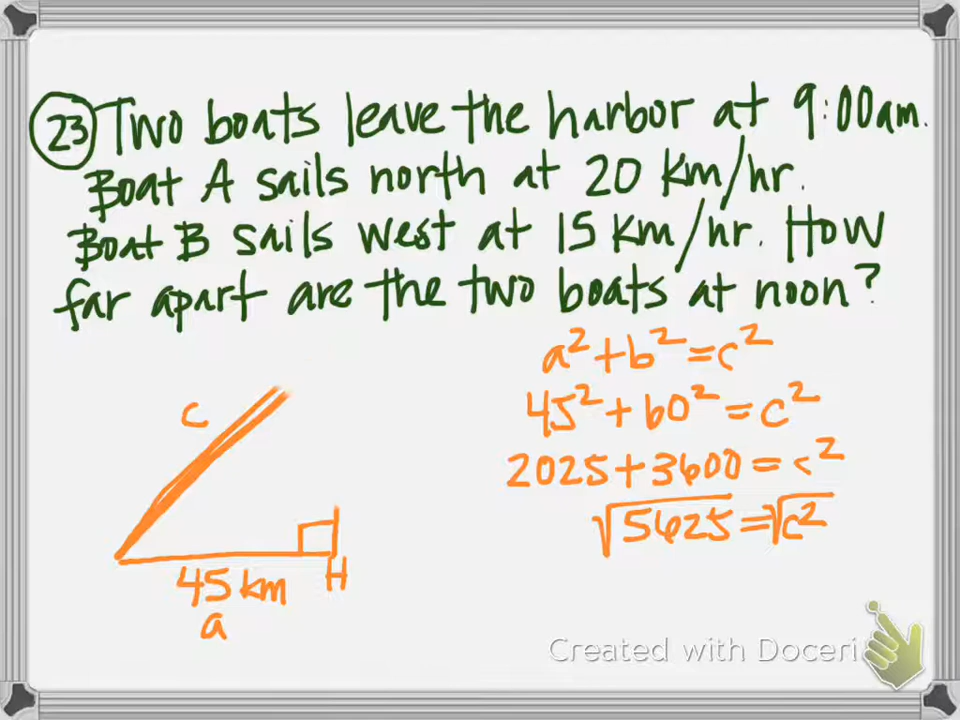 23 Two boats leave the harbor at 9:00am.
Boat A sails north at 20 Km/hr.
Boat B sails west at 15 Km/hr. How
far apart are the two boats at noon?
a²+b²=c²
45²+60²=c²
2025+3600=c²
√5625=√c²
c
45 km
H
a
Created with Doceri